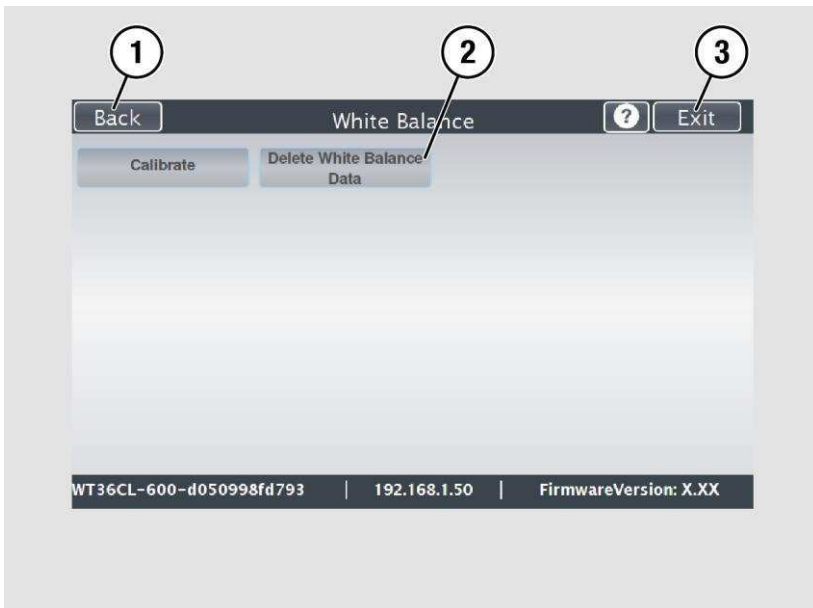 1 2 3
Back White Balance ? Exit
Calibrate Delete White Balance
Data
WT36CL-600-d050998fd793 | 192.168.1.50 | FirmwareVersion: X.XX